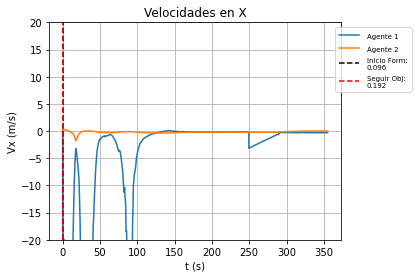 Velocidades en X
Vx (m/s)
20
15
10
5
0
−5
−10
−15
−20
0
50
100
150
200
250
300
350
t (s)
Agente 1
Agente 2
Inicio Form:
0.096
Seguir Obj:
0.192